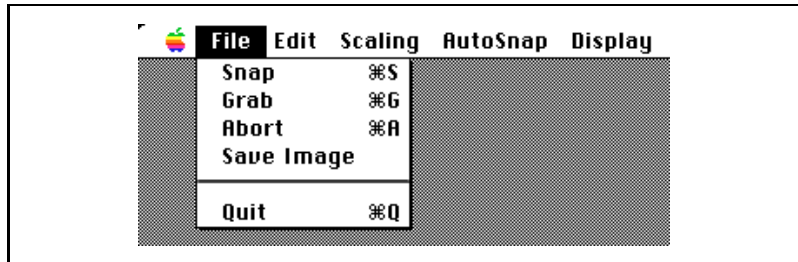 File Edit Scaling AutoSnap Display
Snap ⌘S
Grab ⌘G
Abort ⌘A
Save Image
Quit ⌘Q